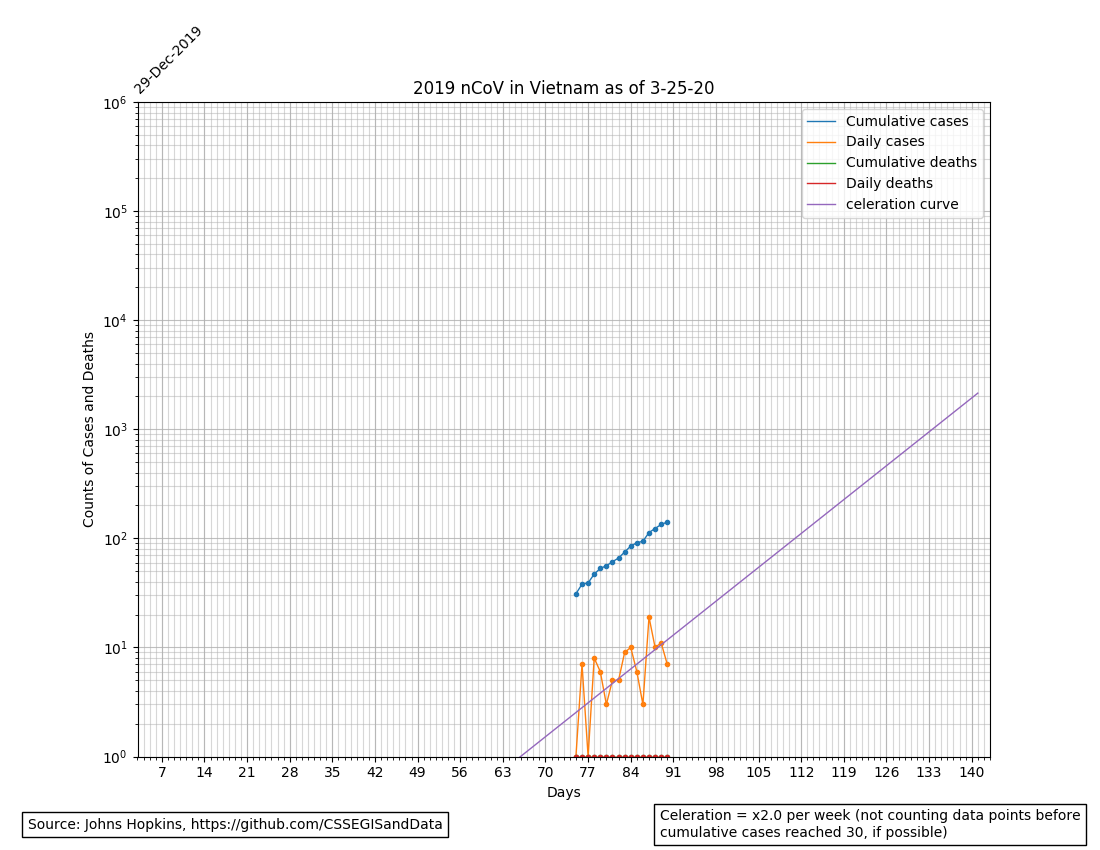 29-Dec-2019
2019 nCoV in Vietnam as of 3-25-20
Counts of Cases and Deaths
10^6
10^5
10^4
10^3
10^2
10^1
10^0
Cumulative cases
Daily cases
Cumulative deaths
Daily deaths
celeration curve
7 14 21 28 35 42 49 56 63 70 77 84 91 98 105 112 119 126 133 140
Days
Source: Johns Hopkins, https://github.com/CSSEGISandData
Celeration = x2.0 per week (not counting data points before
cumulative cases reached 30, if possible)